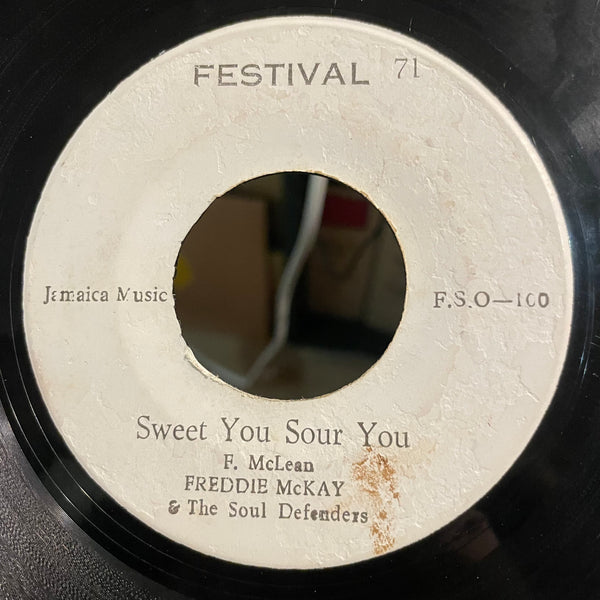 FESTIVAL 71
Jamaica Music
F.S.O—100
Sweet You Sour You
F. McLean
FREDDIE McKAY
& The Soul Defenders